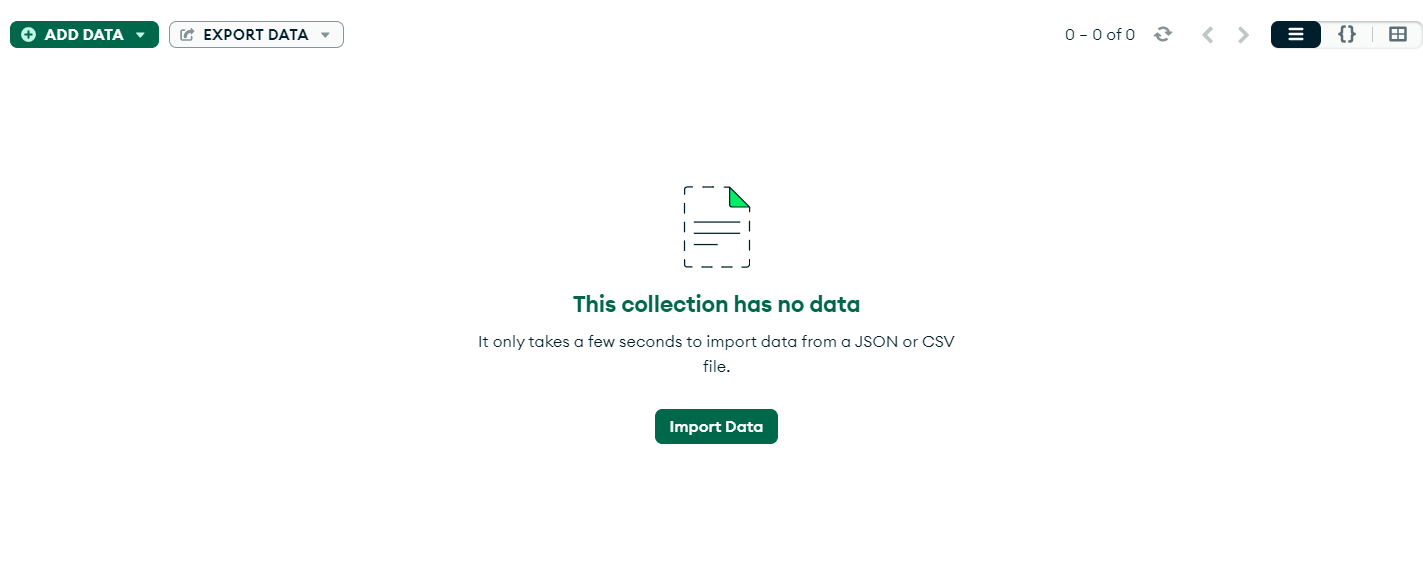 ADD DATA
EXPORT DATA
0 – 0 of 0
{}
This collection has no data
It only takes a few seconds to import data from a JSON or CSV
file.
Import Data